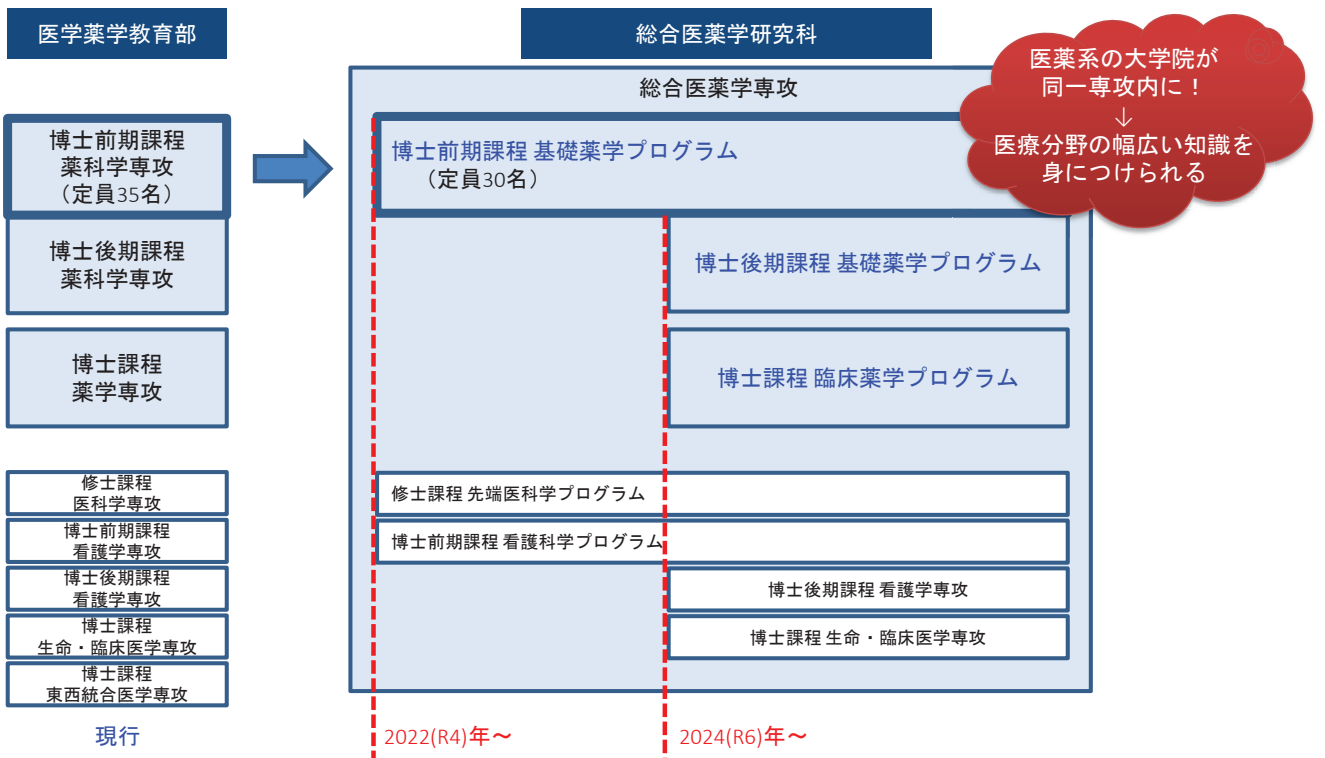 医学薬学教育部
総合医薬学研究科
医薬系の大学院が
同一専攻内に！
↓
医療分野の幅広い知識を
身につけられる
総合医薬学専攻
博士前期課程
薬科学専攻
（定員35名）
博士後期課程
薬科学専攻
博士課程
薬学専攻
修士課程
医科学専攻
博士前期課程
看護学専攻
博士後期課程
看護学専攻
博士課程
生命・臨床医学専攻
博士課程
東西統合医学専攻
現行
博士前期課程 基礎薬学プログラム
（定員30名）
博士後期課程 基礎薬学プログラム
博士課程 臨床薬学プログラム
修士課程 先端医科学プログラム
博士前期課程 看護科学プログラム
博士後期課程 看護学専攻
博士課程 生命・臨床医学専攻
2022(R4)年～
2024(R6)年～